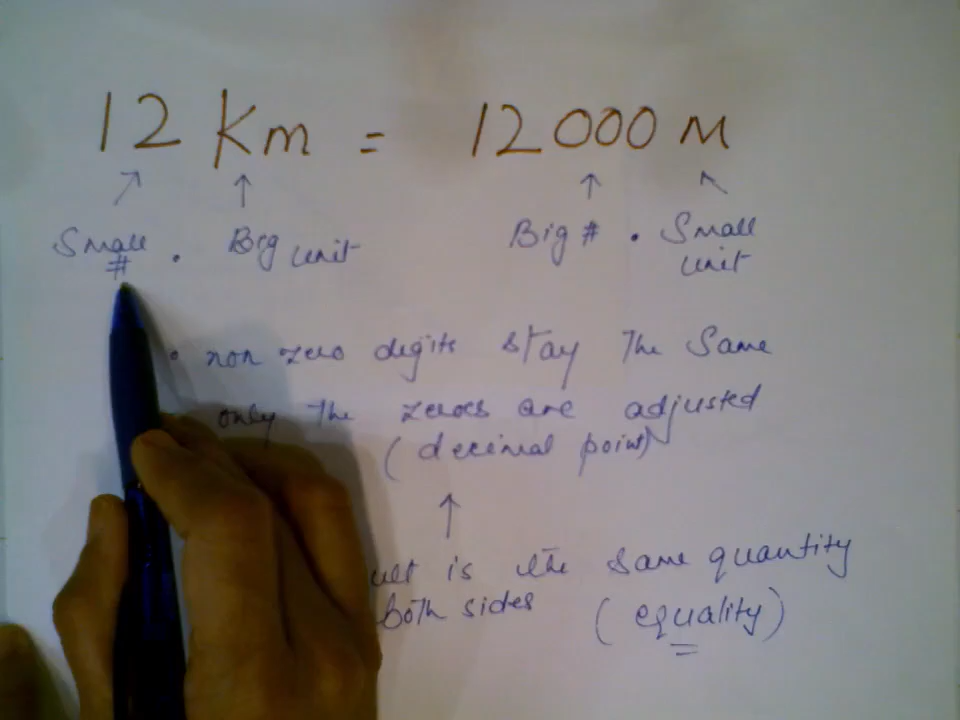 12 Km = 12000 M
Small # . Big unit Big # . Small unit
. non zero degits stay The Same
only The zeroes are adjusted
(decimal point)
is the same quantity
both sides (equality)